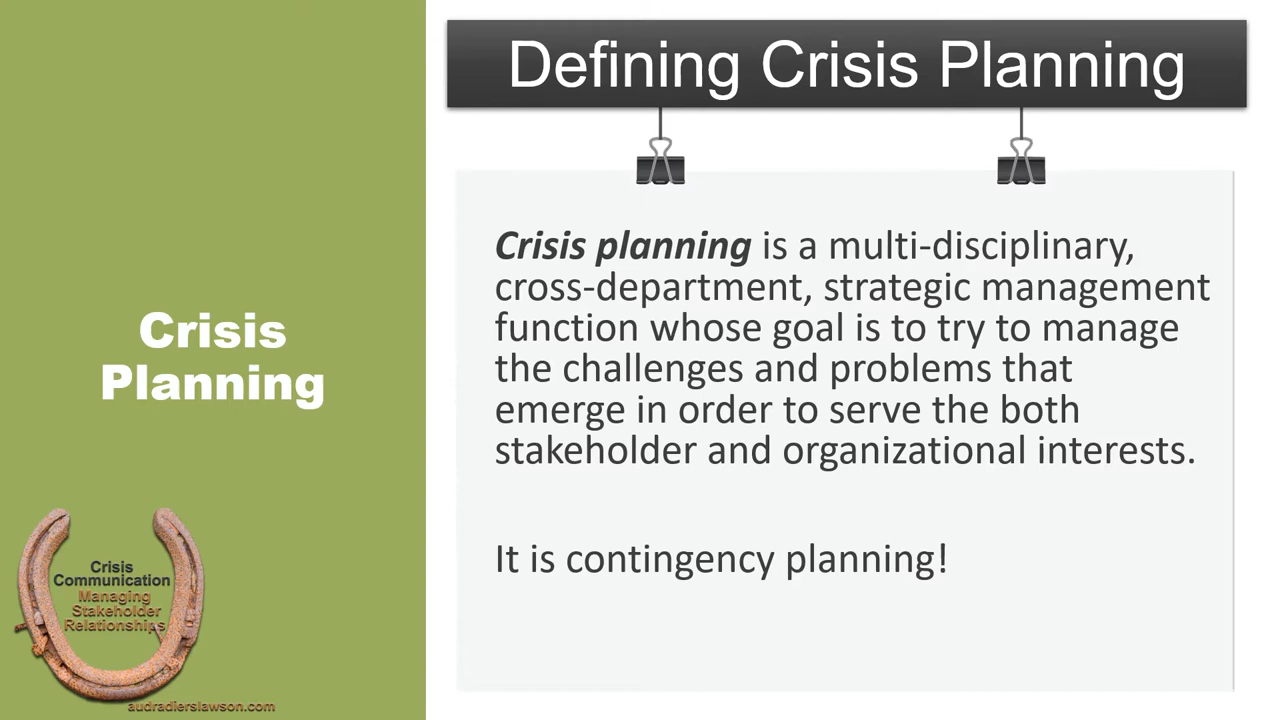 Defining Crisis Planning
Crisis planning is a multi-disciplinary,
cross-department, strategic management
function whose goal is to try to manage
the challenges and problems that
emerge in order to serve the both
stakeholder and organizational interests.
It is contingency planning!
Crisis
Planning
Crisis
Communication
Managing
Stakeholder
Relationships
audradierslawson.com